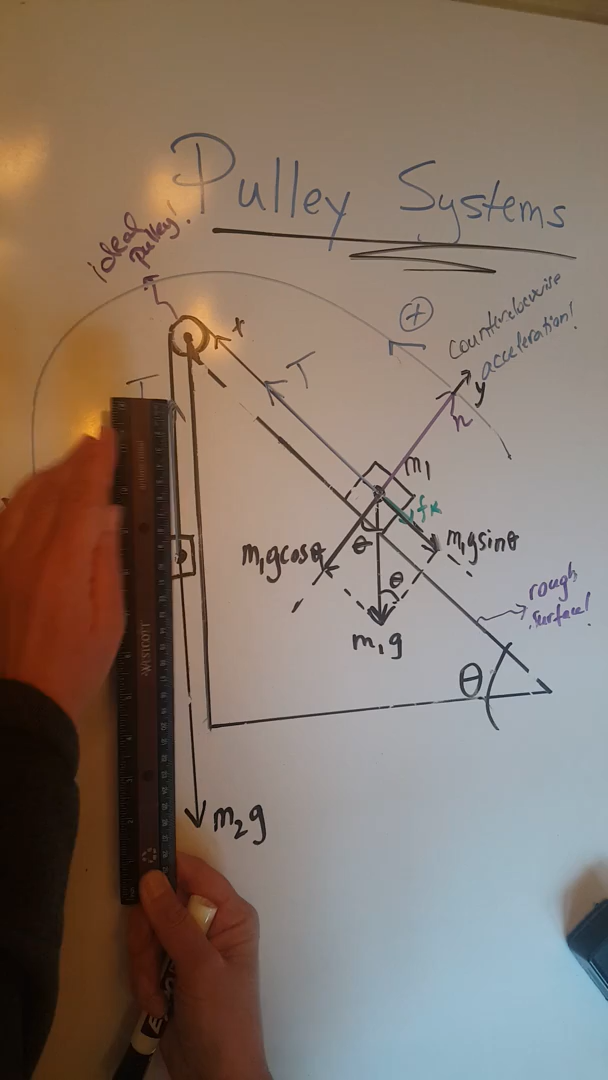 Pulley Systems
ideal
pulley!
+
counterclockwise
acceleration!
x
T
T
y
n
m₁
fk
m₁gcosθ
θ
θ
m₁gsinθ
m₁g
rough
surface!
θ
WESTCOTT
m₂g